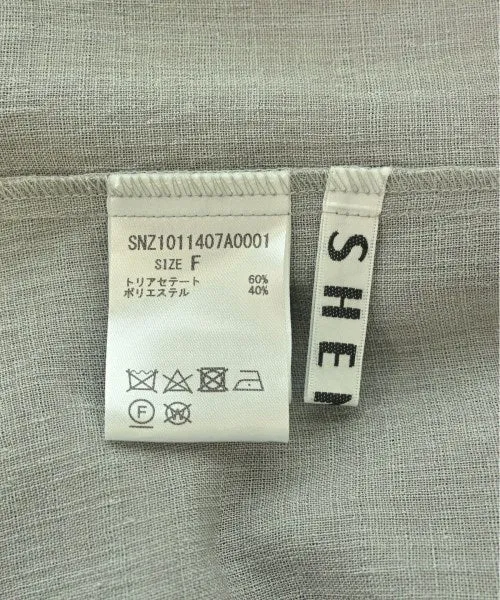 SNZ1011407A0001
SIZE F
トリアセテート 60%
ポリエステル 40%
F
W
SHE